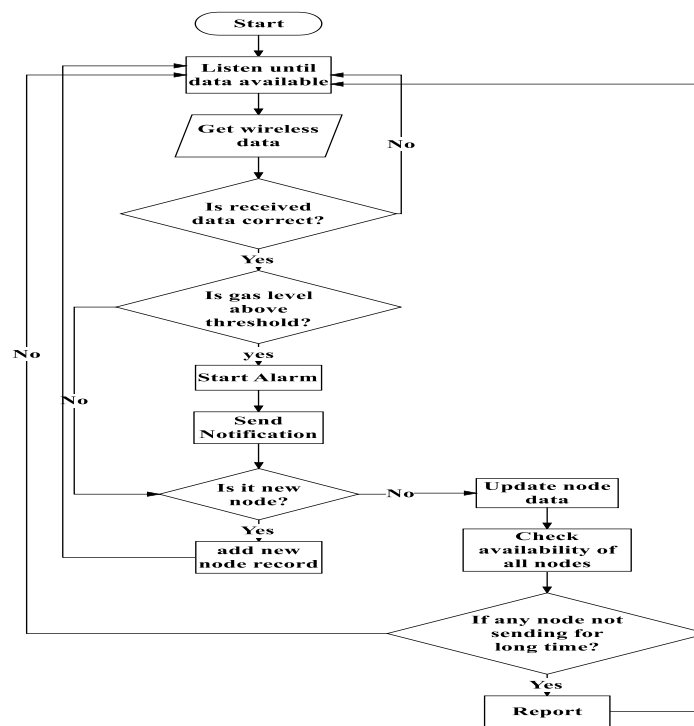 Start
Listen until
data available
Get wireless
data
No
Is received
data correct?
Yes
Is gas level
above
threshold?
No
yes
Start Alarm
No
Send
Notification
Is it new
node?
No
Update node
data
Yes
add new
node record
Check
availability of
all nodes
If any node not
sending for
long time?
Yes
Report